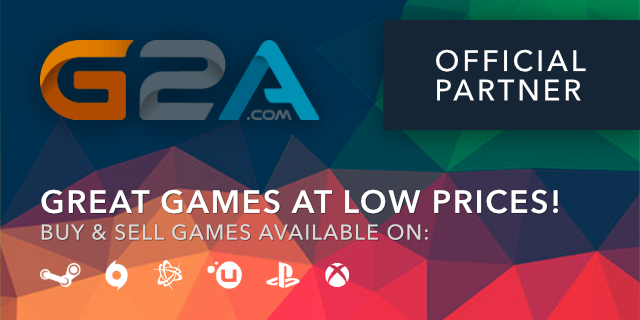 G2A
.COM
OFFICIAL
PARTNER
GREAT GAMES AT LOW PRICES!
BUY & SELL GAMES AVAILABLE ON: